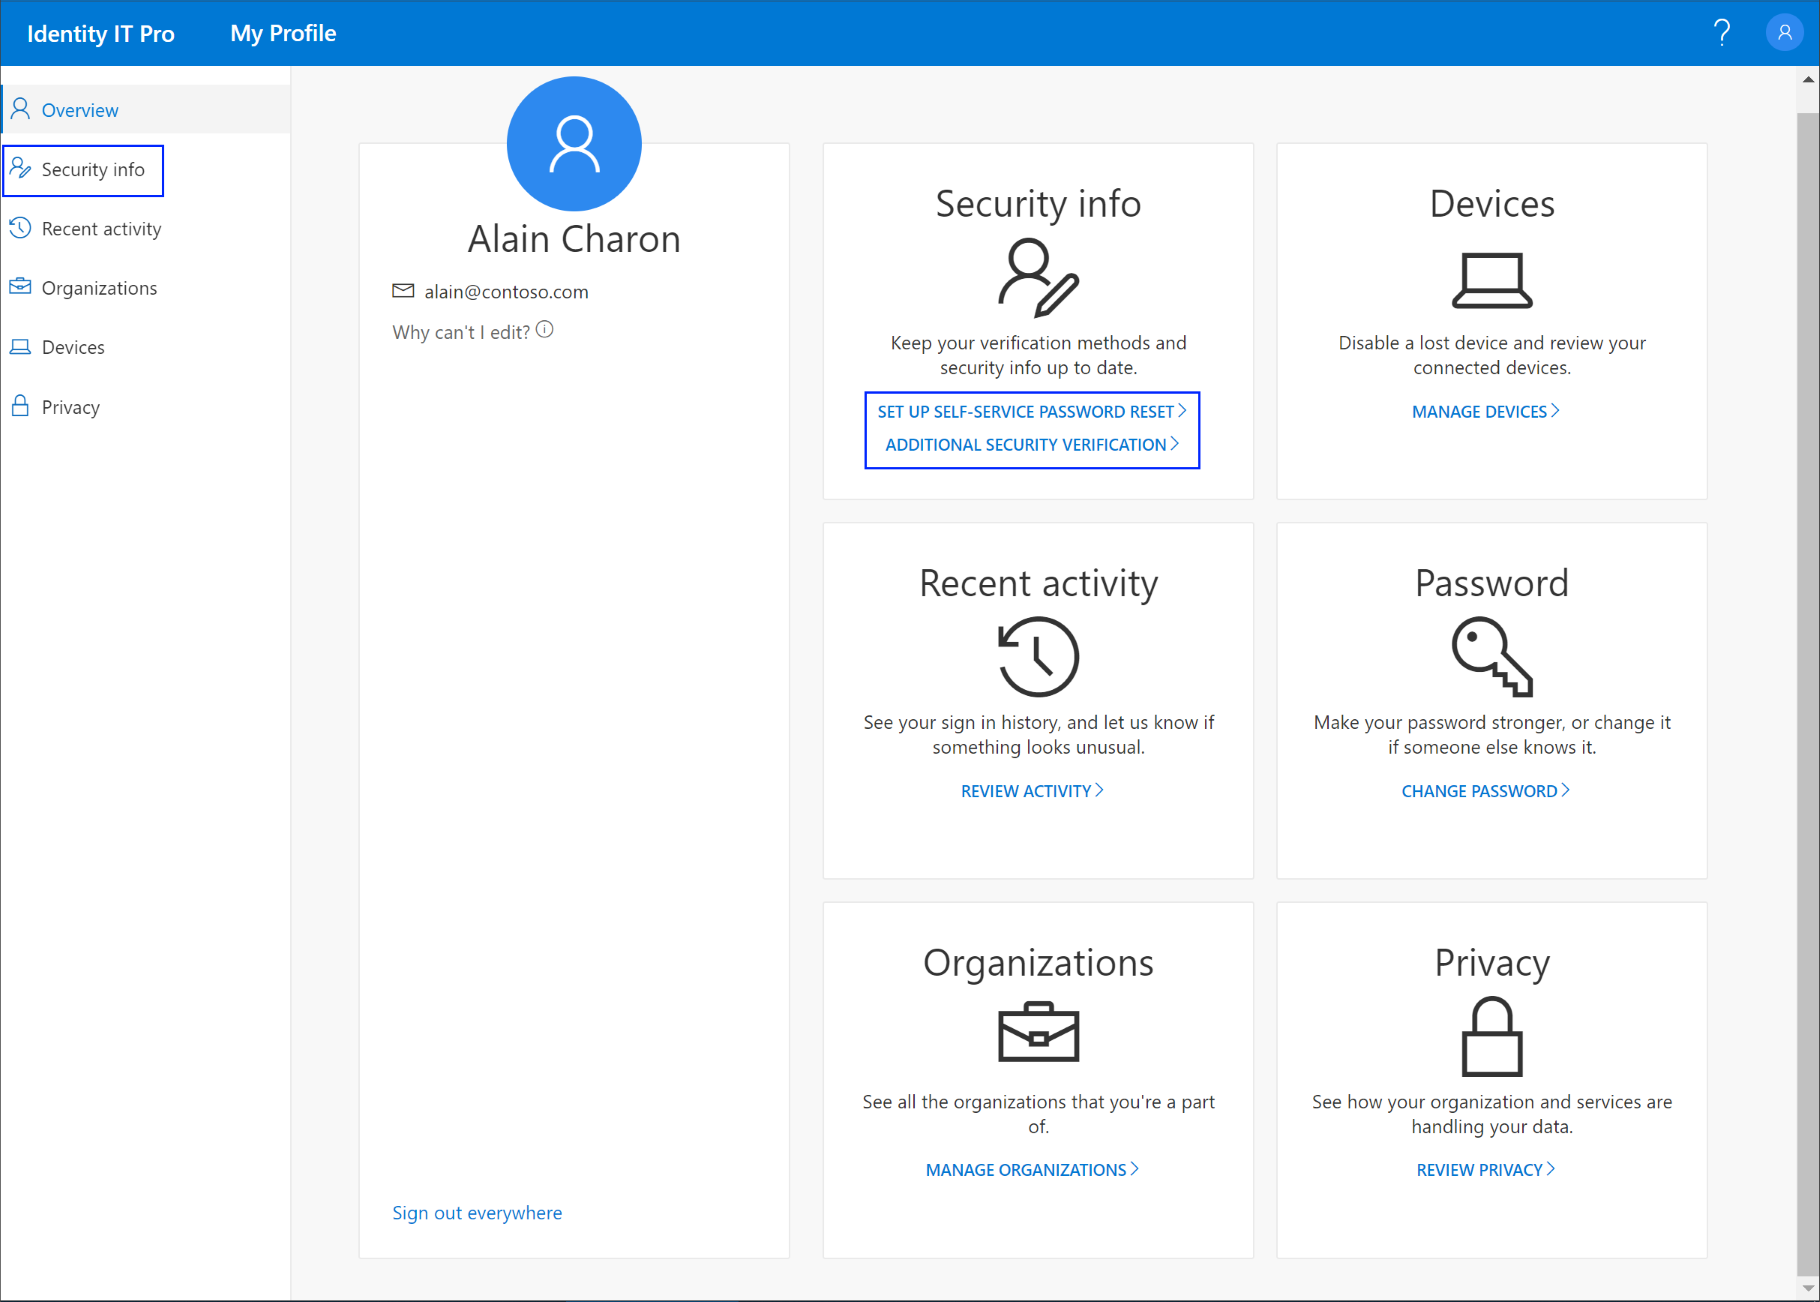 Identity IT Pro
My Profile
?
Overview
Security info
Recent activity
Organizations
Devices
Privacy
Alain Charon
alain@contoso.com
Why can't I edit?
Sign out everywhere
Security info
Keep your verification methods and
security info up to date.
SET UP SELF-SERVICE PASSWORD RESET
ADDITIONAL SECURITY VERIFICATION
Devices
Disable a lost device and review your
connected devices.
MANAGE DEVICES
Recent activity
See your sign in history, and let us know if
something looks unusual.
REVIEW ACTIVITY
Password
Make your password stronger, or change it
if someone else knows it.
CHANGE PASSWORD
Organizations
See all the organizations that you're a part
of.
MANAGE ORGANIZATIONS
Privacy
See how your organization and services are
handling your data.
REVIEW PRIVACY